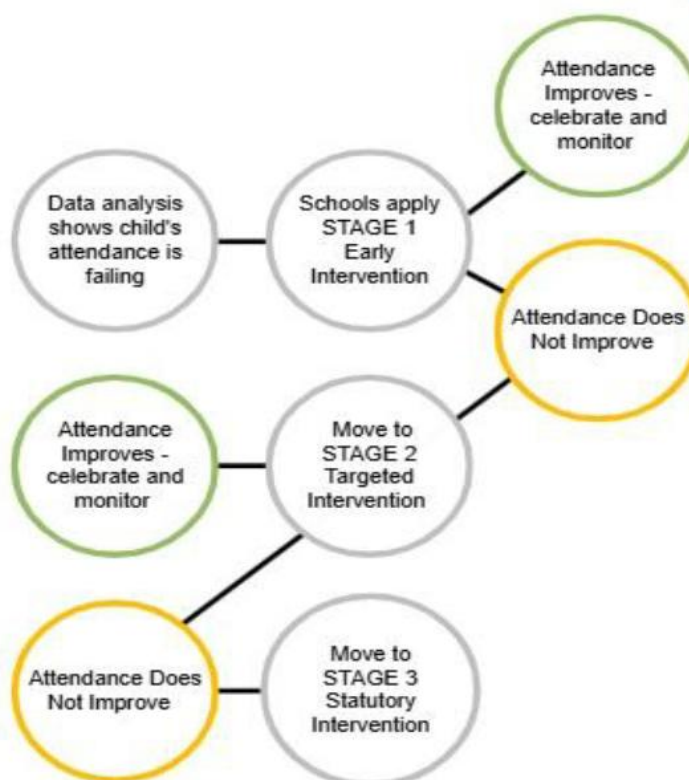 Data analysis
shows child's
attendance is
failing
Schools apply
STAGE 1
Early
Intervention
Attendance
Improves -
celebrate and
monitor
Attendance Does
Not Improve
Move to
STAGE 2
Targeted
Intervention
Attendance
Improves -
celebrate and
monitor
Attendance Does
Not Improve
Move to
STAGE 3
Statutory
Intervention